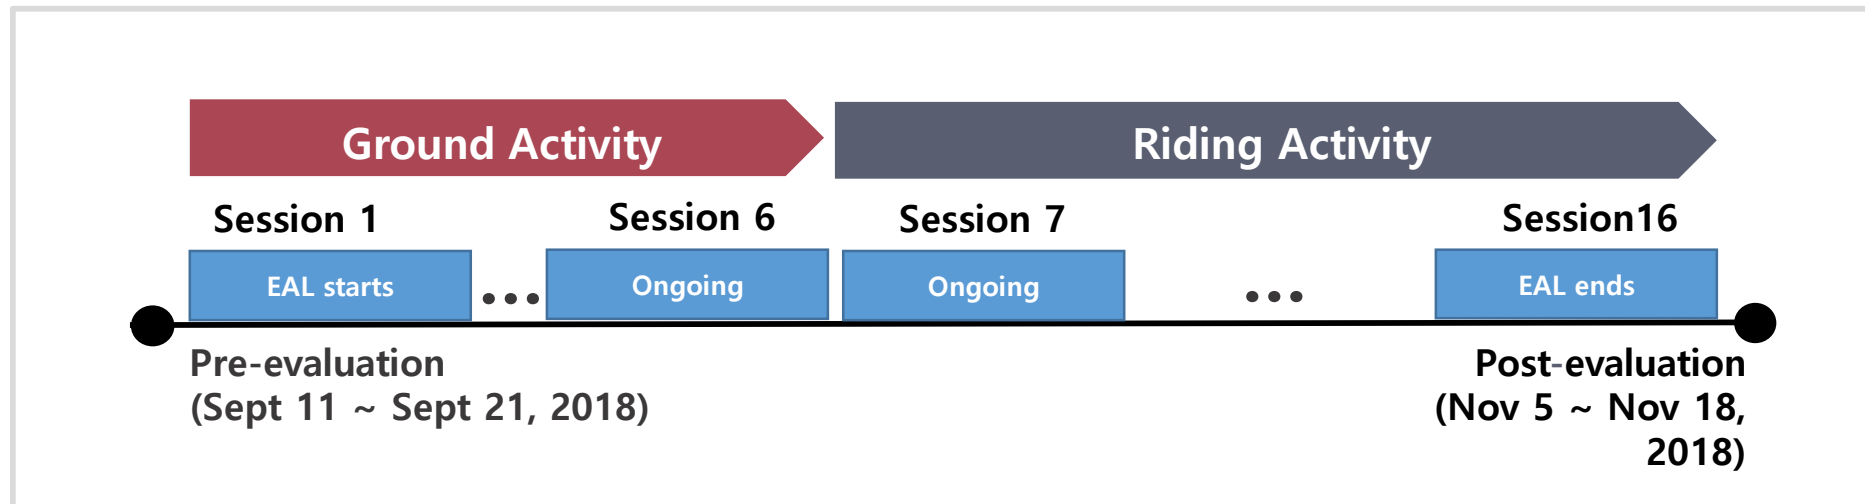 Ground Activity
Riding Activity
Session 1
Session 6
Session 7
Session16
EAL starts
...
Ongoing
Ongoing
...
EAL ends
Pre-evaluation
(Sept 11 ~ Sept 21, 2018)
Post-evaluation
(Nov 5 ~ Nov 18,
2018)